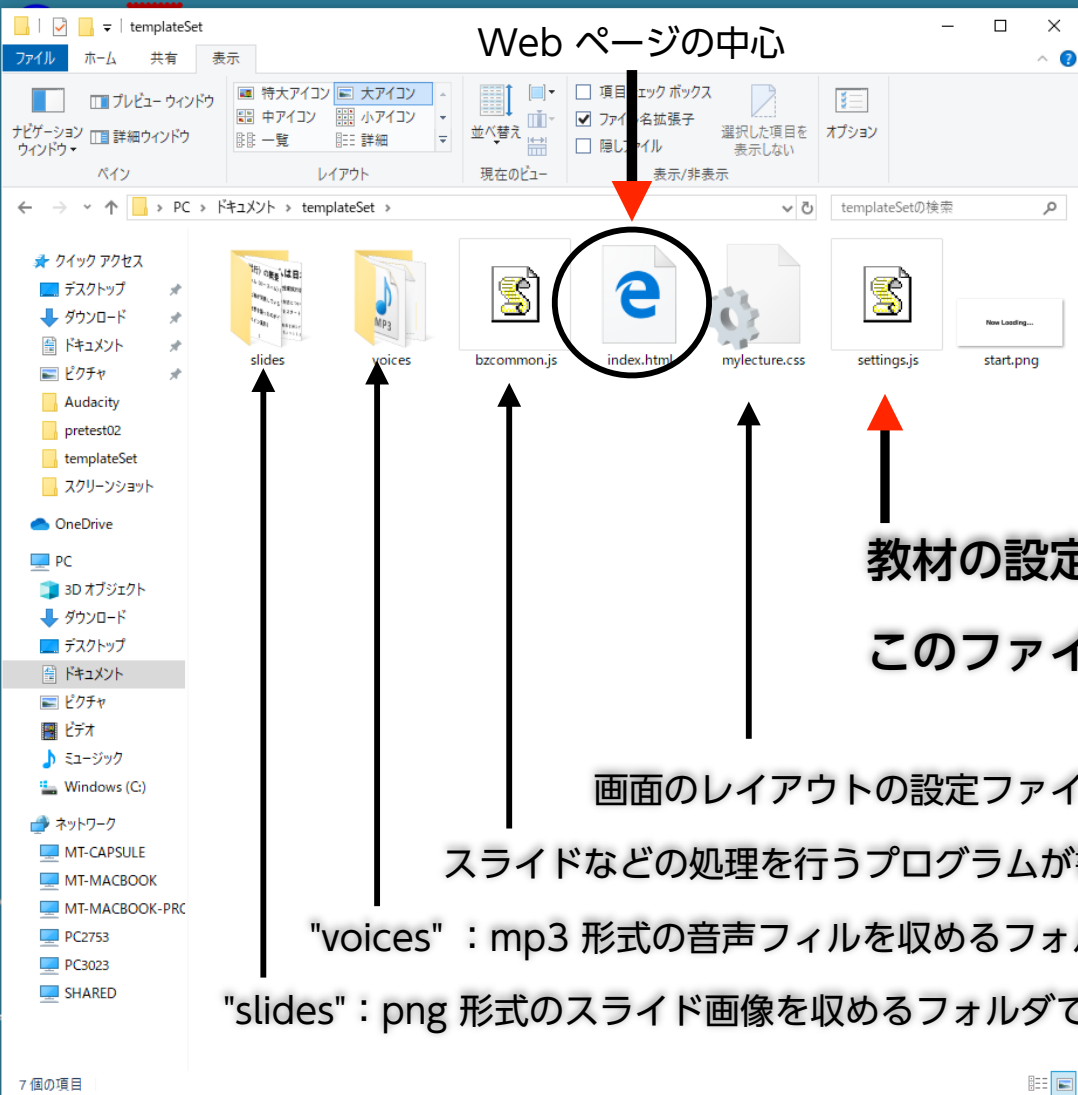 templateSet
Web ページの中心
ファイル ホーム 共有 表示
プレビュー ウィンドウ
詳細ウィンドウ
ナビゲーション
ウィンドウ
特大アイコン 大アイコン
中アイコン 小アイコン
一覧 詳細
並べ替え
ファイル名拡張子
選択した項目を
表示しない
オプション
ペイン レイアウト 現在のビュー 表示/非表示
PC › ドキュメント › templateSet ›
templateSetの検索
クイック アクセス
デスクトップ
ダウンロード
ドキュメント
ピクチャ
Audacity
pretest02
templateSet
スクリーンショット
OneDrive
PC
3D オブジェクト
ダウンロード
デスクトップ
ドキュメント
ピクチャ
ビデオ
ミュージック
Windows (C:)
ネットワーク
MT-CAPSULE
MT-MACBOOK
MT-MACBOOK-PRC
PC2753
PC3023
SHARED
MP3
Now Loading...
slides voices bzcommon.js index.html mylecture.css settings.js start.png
教材の設定
このファイ
画面のレイアウトの設定ファイ
スライドなどの処理を行うプログラムが
"voices" ：mp3 形式の音声フィルを収めるフォ
"slides"：png 形式のスライド画像を収めるフォルダ
7 個の項目